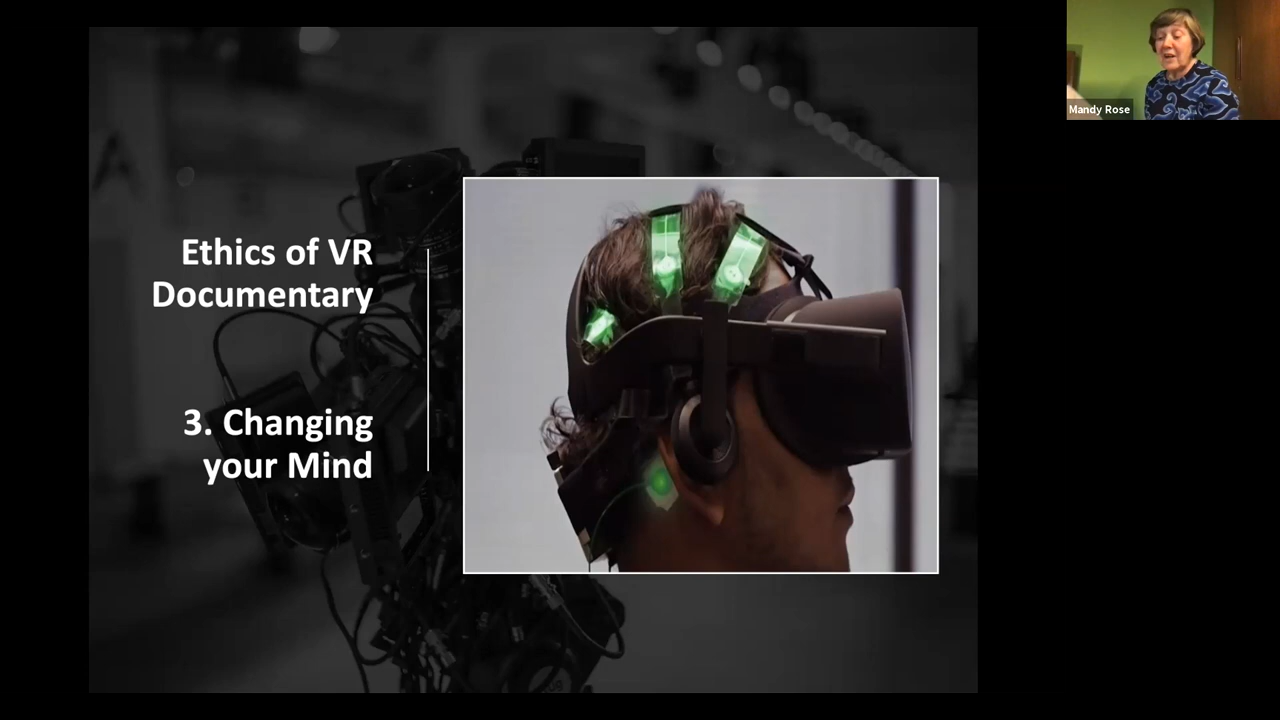 Ethics of VR
Documentary
3. Changing
your Mind
Mandy Rose